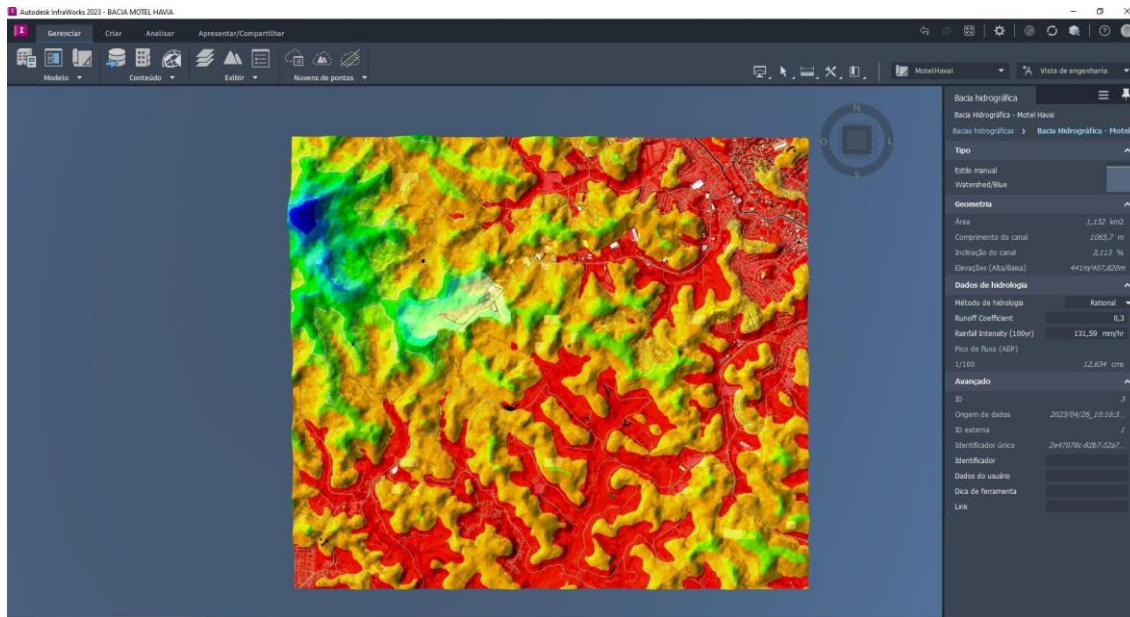 Autodesk InfraWorks 2023 - BACIA MOTEL HAVIA
Gerenciar Criar Analisar Apresentar/Compartilhar
Modelo Conteúdo Exibir Nuvens de pontos
MotelHavai Vista de engenharia
N
O L
S
Bacia hidrográfica
Bacia Hidrográfica - Motel Havai
Bacias hidrográficas > Bacia Hidrográfica - Motel
Tipo
Estilo manual
Watershed/Blue
Geometria
Área 1,152 km2
Comprimento do canal 1065,7 m
Inclinação do canal 3,113 %
Elevações (Alta/Baixa) 441m/407,820m
Dados de hidrologia
Método de hidrologia Rational
Runoff Coefficient 0,3
Rainfall Intensity (100yr) 131,59 mm/hr
Pico de fluxo (AEP)
1/100 12,634 cms
Avançado
ID 3
Origem de dados 2023/04/26_10:10:3...
ID externa 1
Identificador único 2e47078c-82b7-52a7...
Identificador
Dados do usuário
Dica de ferramenta
Link